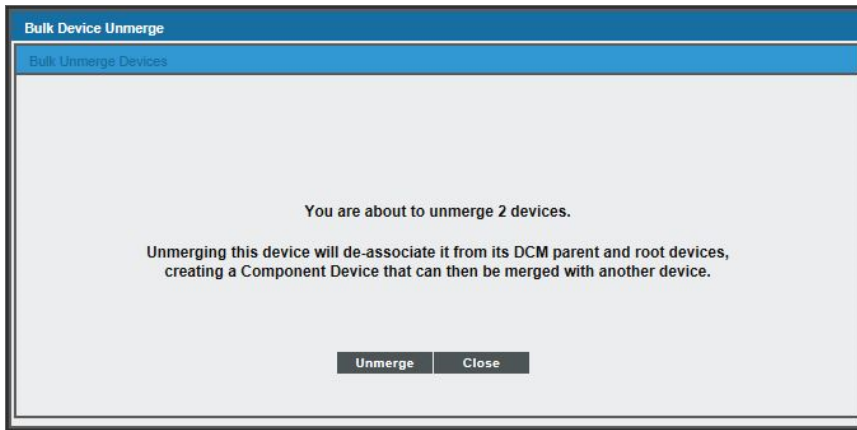 Bulk Device Unmerge
Bulk Unmerge Devices
You are about to unmerge 2 devices.
Unmerging this device will de-associate it from its DCM parent and root devices,
creating a Component Device that can then be merged with another device.
Unmerge Close